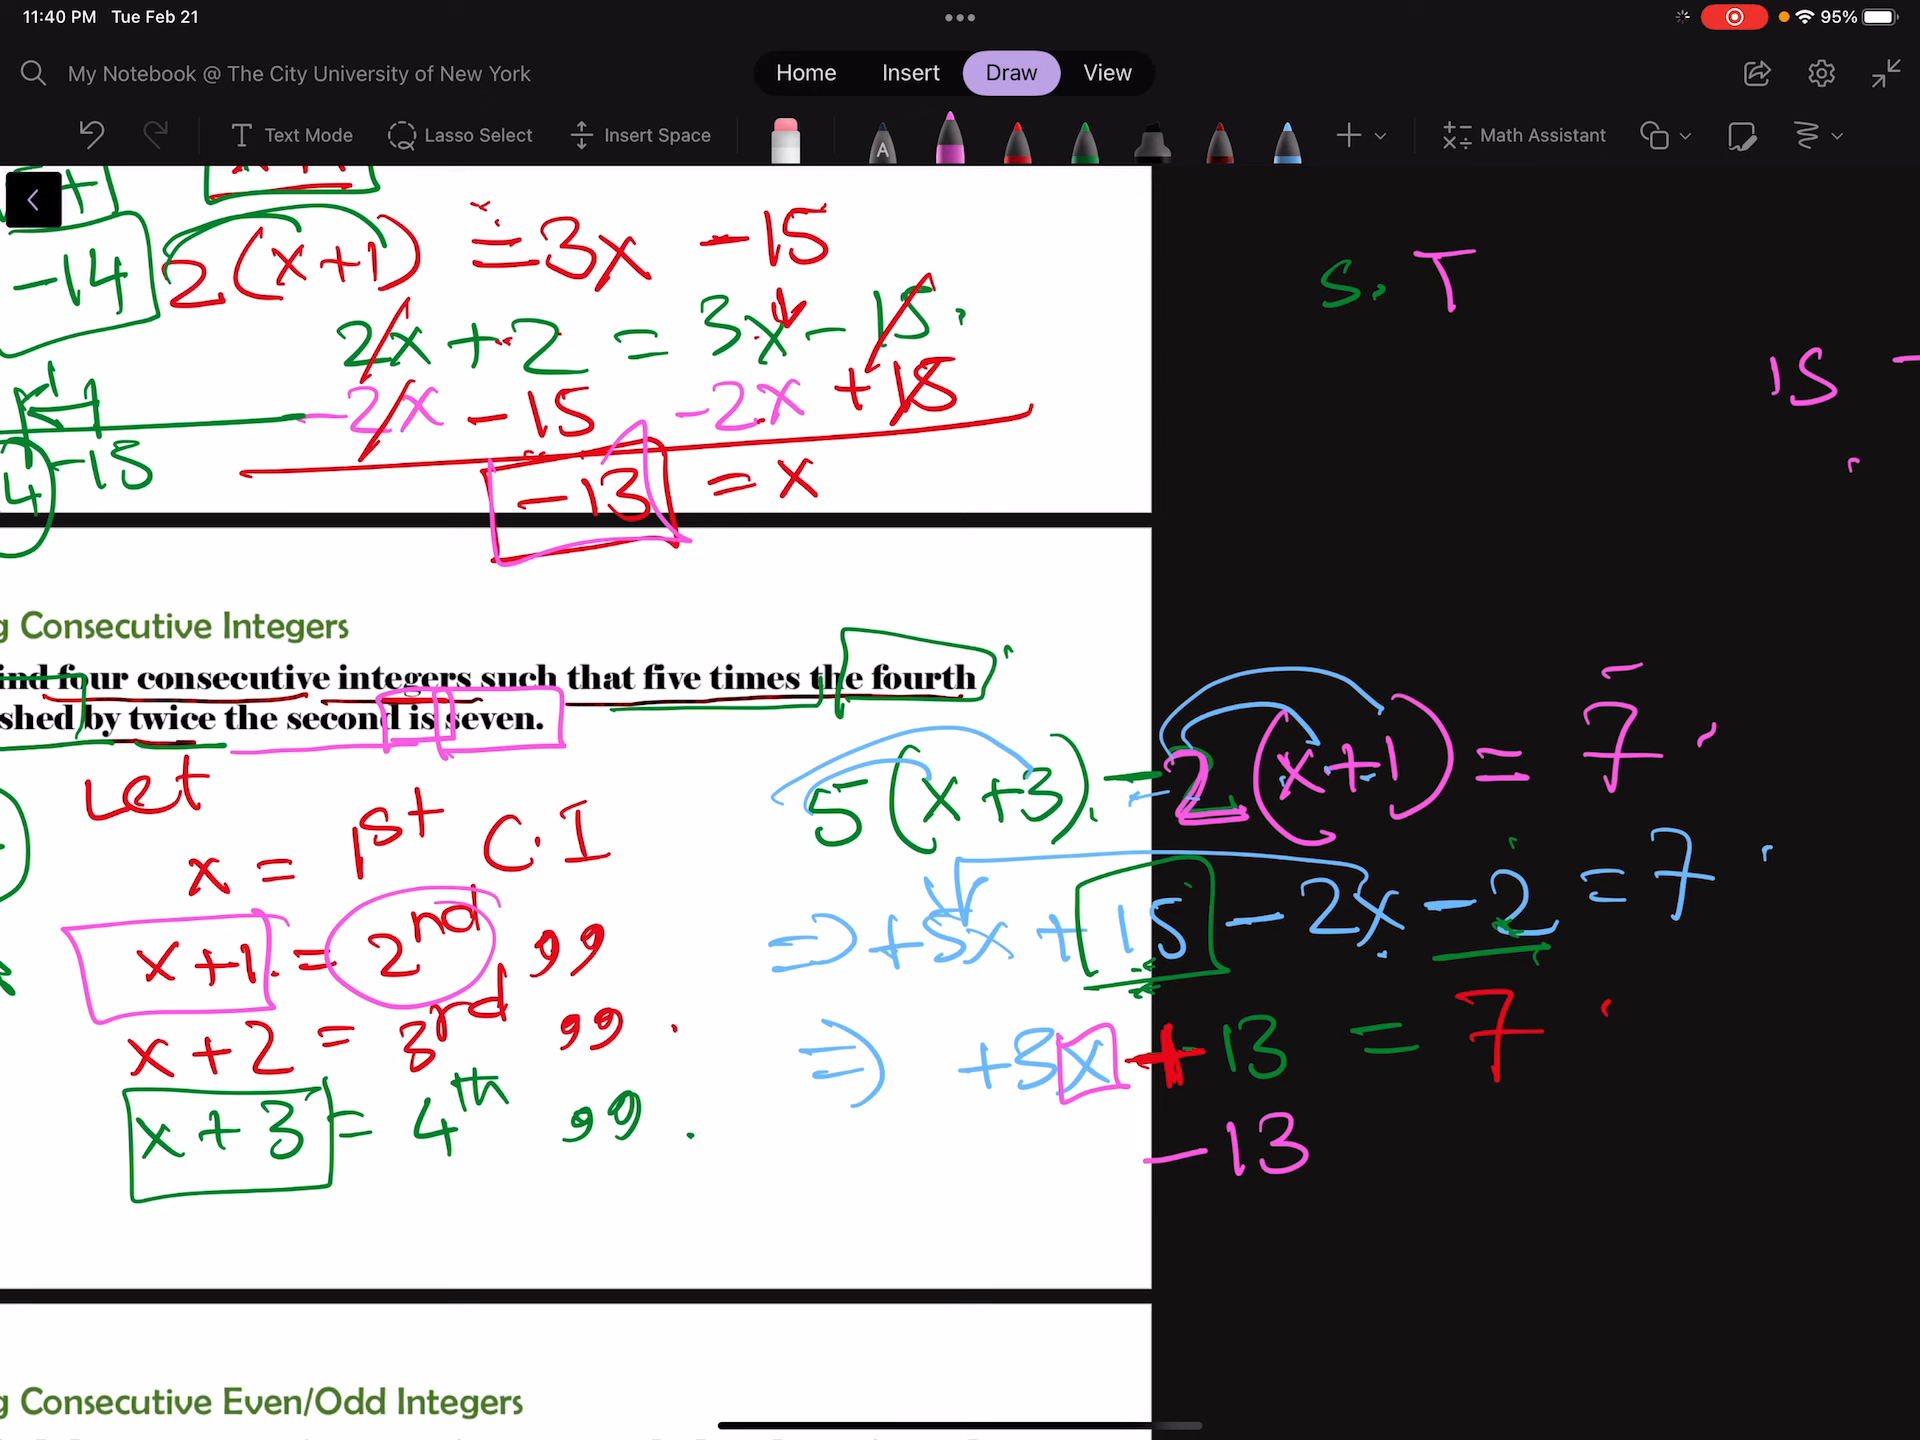 11:40 PM Tue Feb 21 95%
My Notebook @ The City University of New York Home Insert Draw View
Text Mode Lasso Select Insert Space A Math Assistant
-14 2(x+1) = 3x -15
S. T
2x + 2 = 3x - 15
15 -
-2x - 15 -2x + 15
4 -15
-13 = x
g Consecutive Integers
ind four consecutive integers such that five times the fourth
shed by twice the second is seven.
5(x+3) - 2(x+1) = 7
Let
x = 1st C.I
⇒ +5x + 15 - 2x - 2 = 7
x+1 = 2nd ,,
x+2 = 3rd ,,
⇒ +3x + 13 = 7
x+3 = 4th ,,
-13
g Consecutive Even/Odd Integers